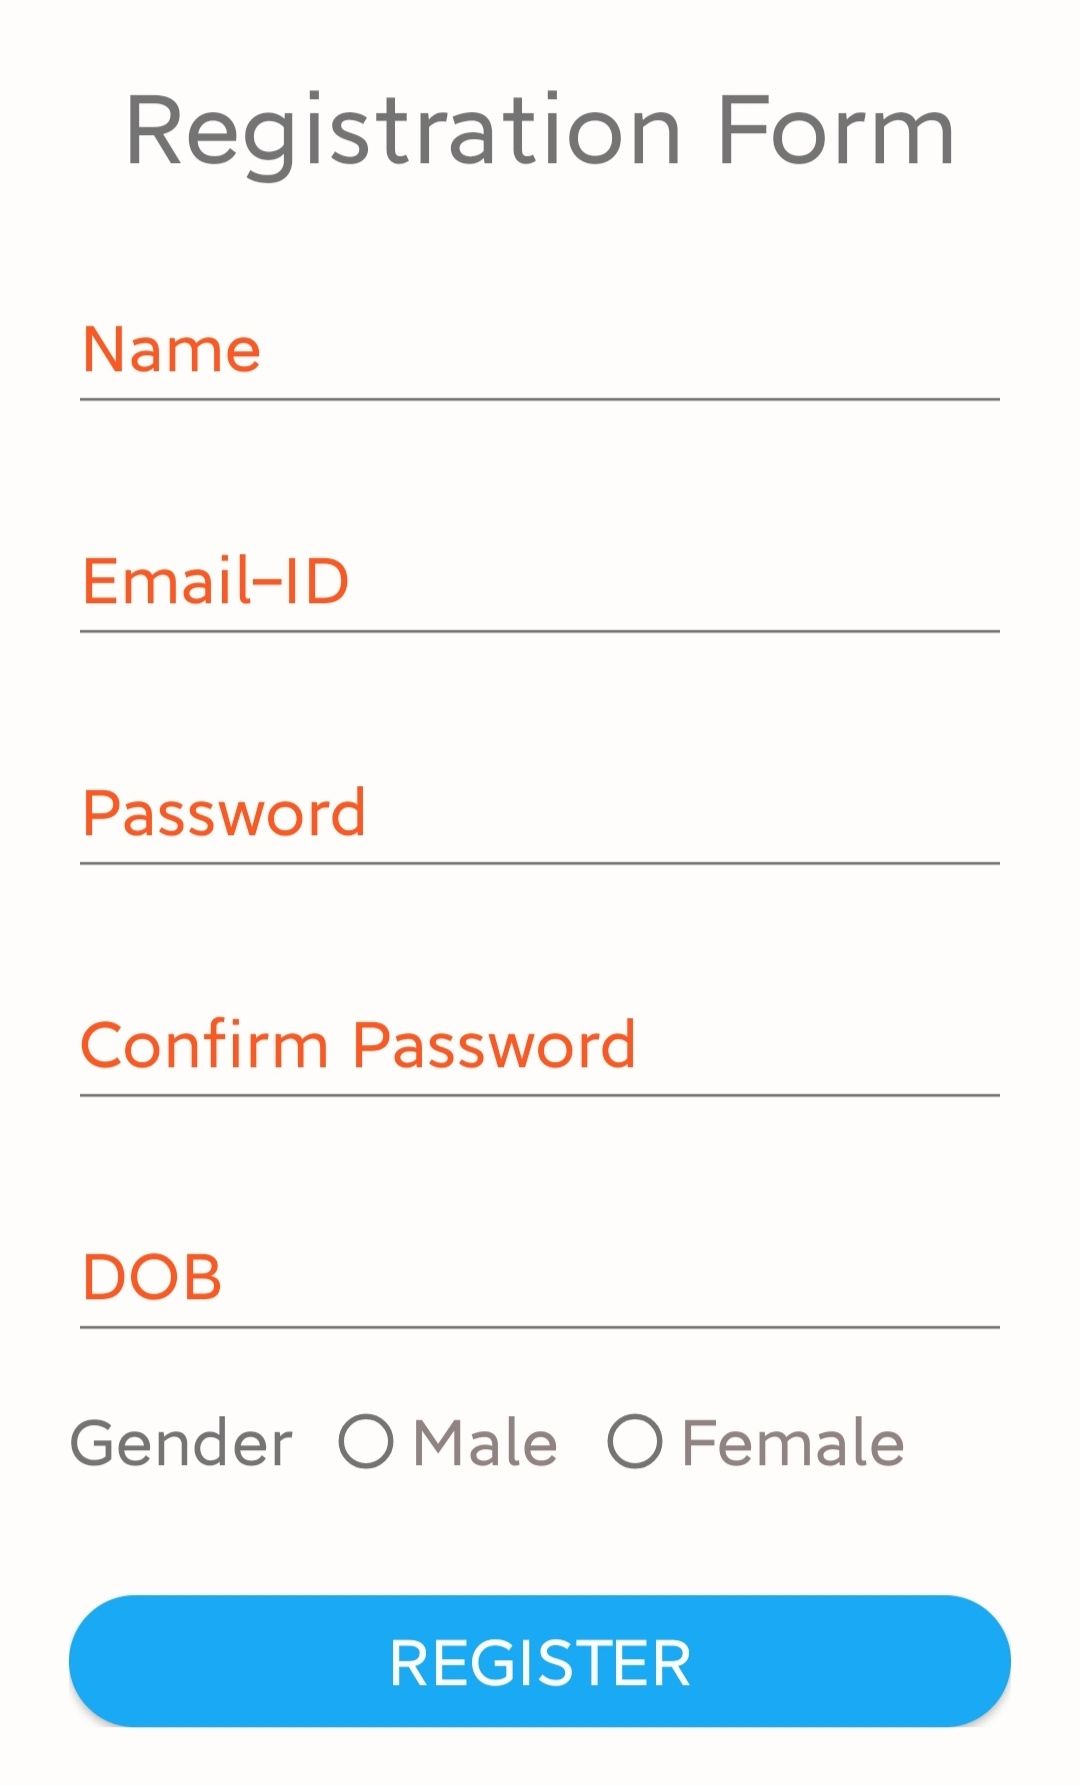 Registration Form
Name
Email-ID
Password
Confirm Password
DOB
Gender Male Female
REGISTER